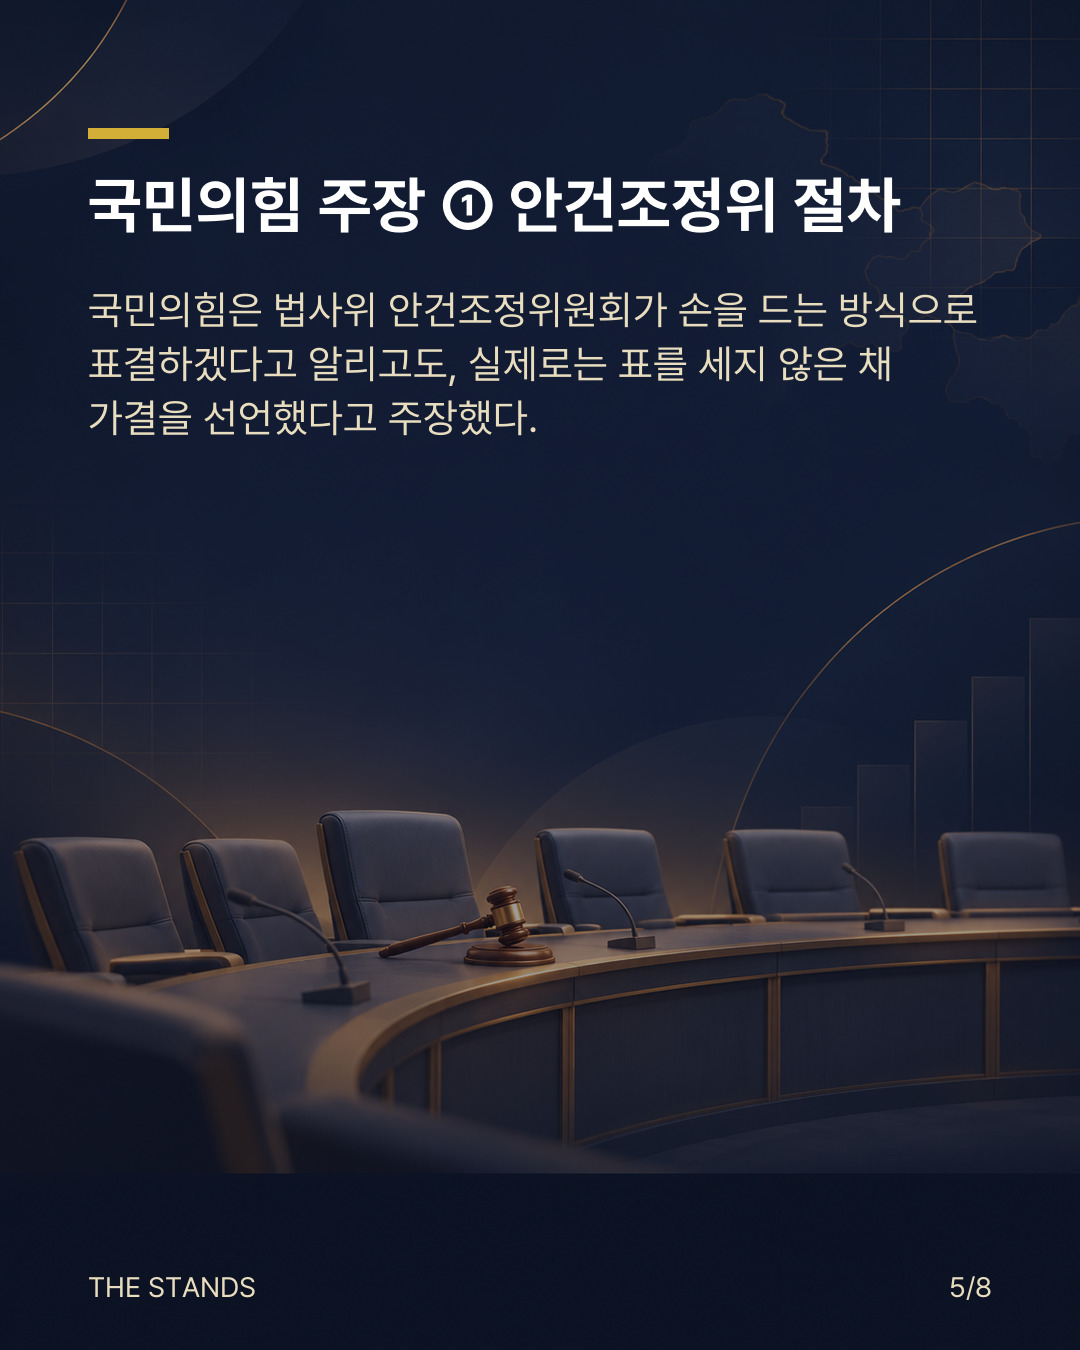 국민의힘 주장 ① 안건조정위 절차
국민의힘은 법사위 안건조정위원회가 손을 드는 방식으로
표결하겠다고 알리고도, 실제로는 표를 세지 않은 채
가결을 선언했다고 주장했다.
THE STANDS
5/8